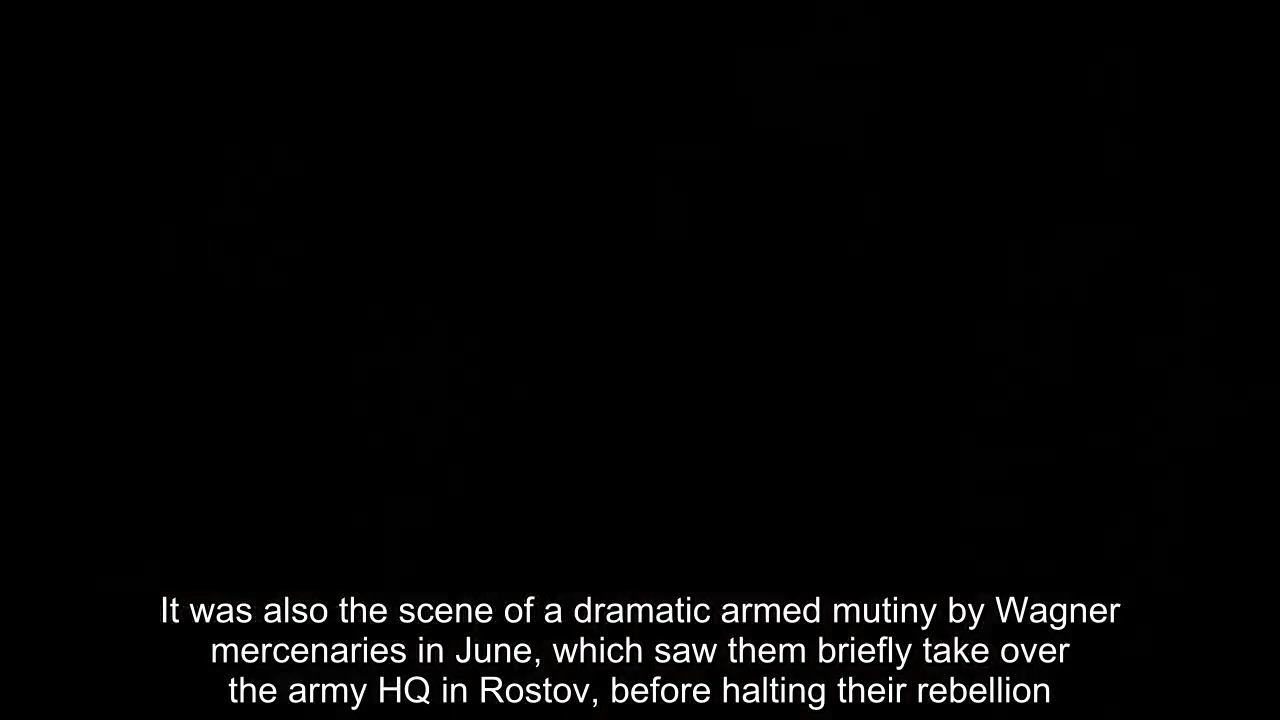 It was also the scene of a dramatic armed mutiny by Wagner
mercenaries in June, which saw them briefly take over
the army HQ in Rostov, before halting their rebellion